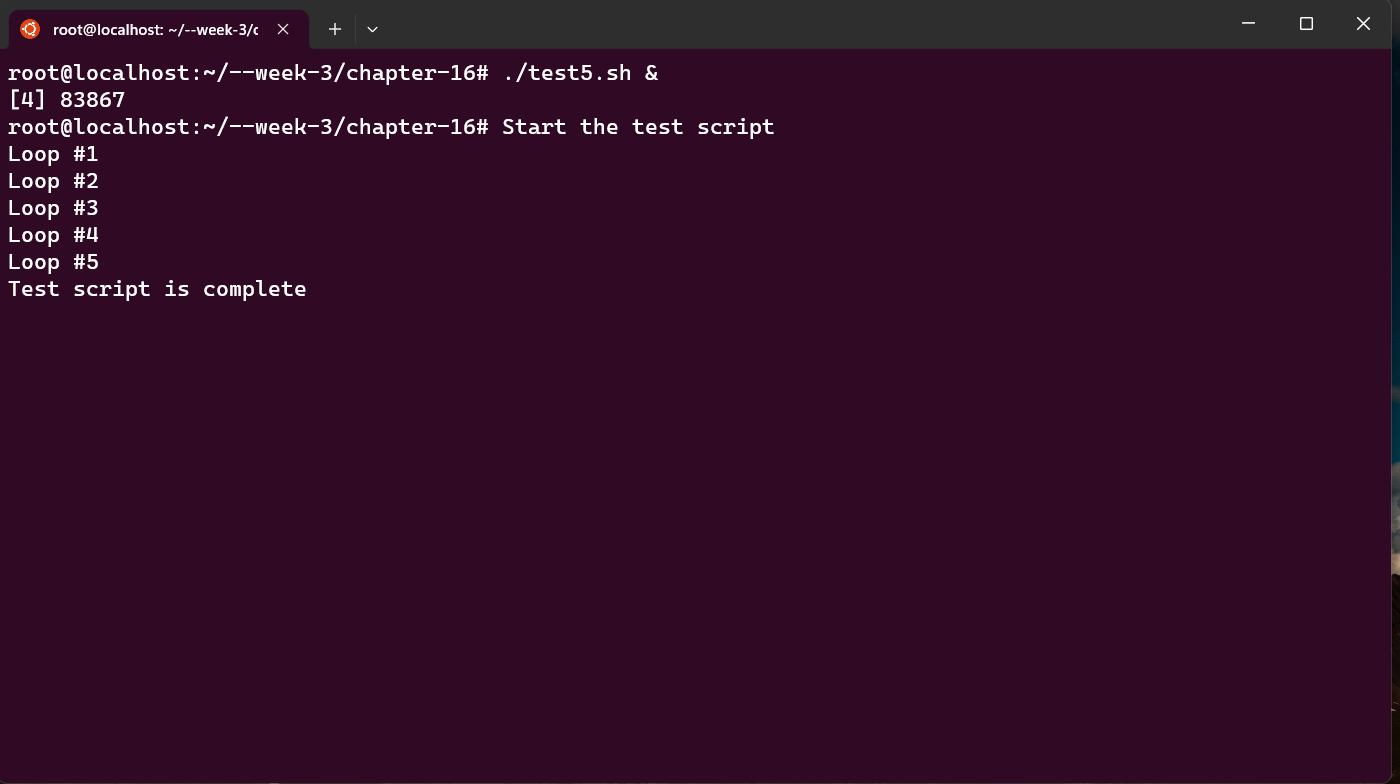 root@localhost: ~/--week-3/c
root@localhost:~/--week-3/chapter-16# ./test5.sh &
[4] 83867
root@localhost:~/--week-3/chapter-16# Start the test script
Loop #1
Loop #2
Loop #3
Loop #4
Loop #5
Test script is complete